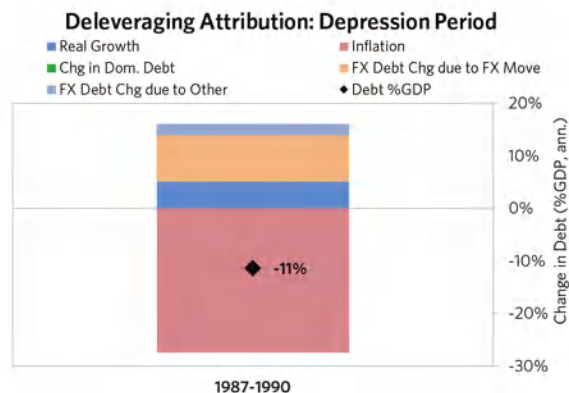 Deleveraging Attribution: Depression Period
Real Growth
Inflation
Chg in Dom. Debt
FX Debt Chg due to FX Move
FX Debt Chg due to Other
Debt %GDP
20%
10%
0%
-10%
-20%
-30%
Change in Debt (%GDP, ann.)
-11%
1987-1990